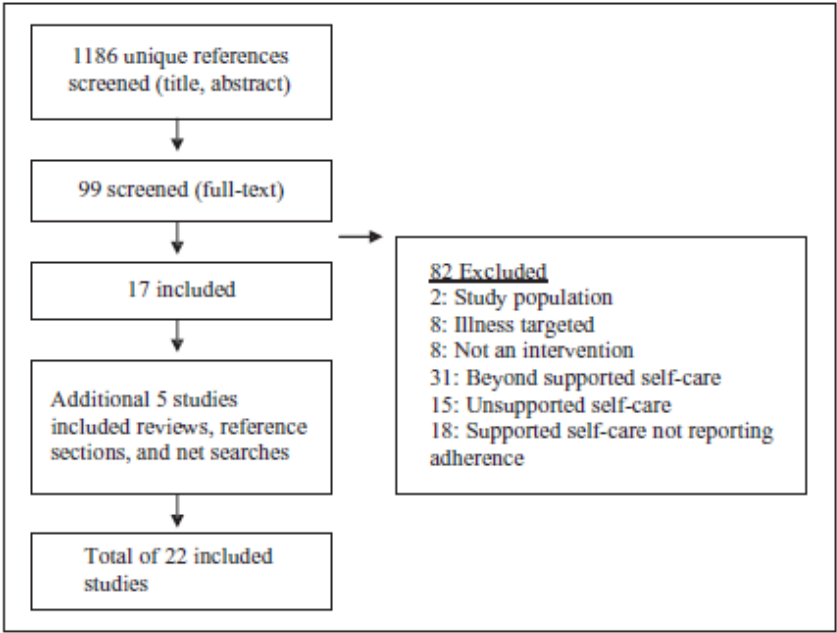 1186 unique references
screened (title, abstract)
99 screened (full-text)
17 included
82 Excluded
2: Study population
8: Illness targeted
8: Not an intervention
31: Beyond supported self-care
15: Unsupported self-care
18: Supported self-care not reporting
adherence
Additional 5 studies
included reviews, reference
sections, and net searches
Total of 22 included
studies